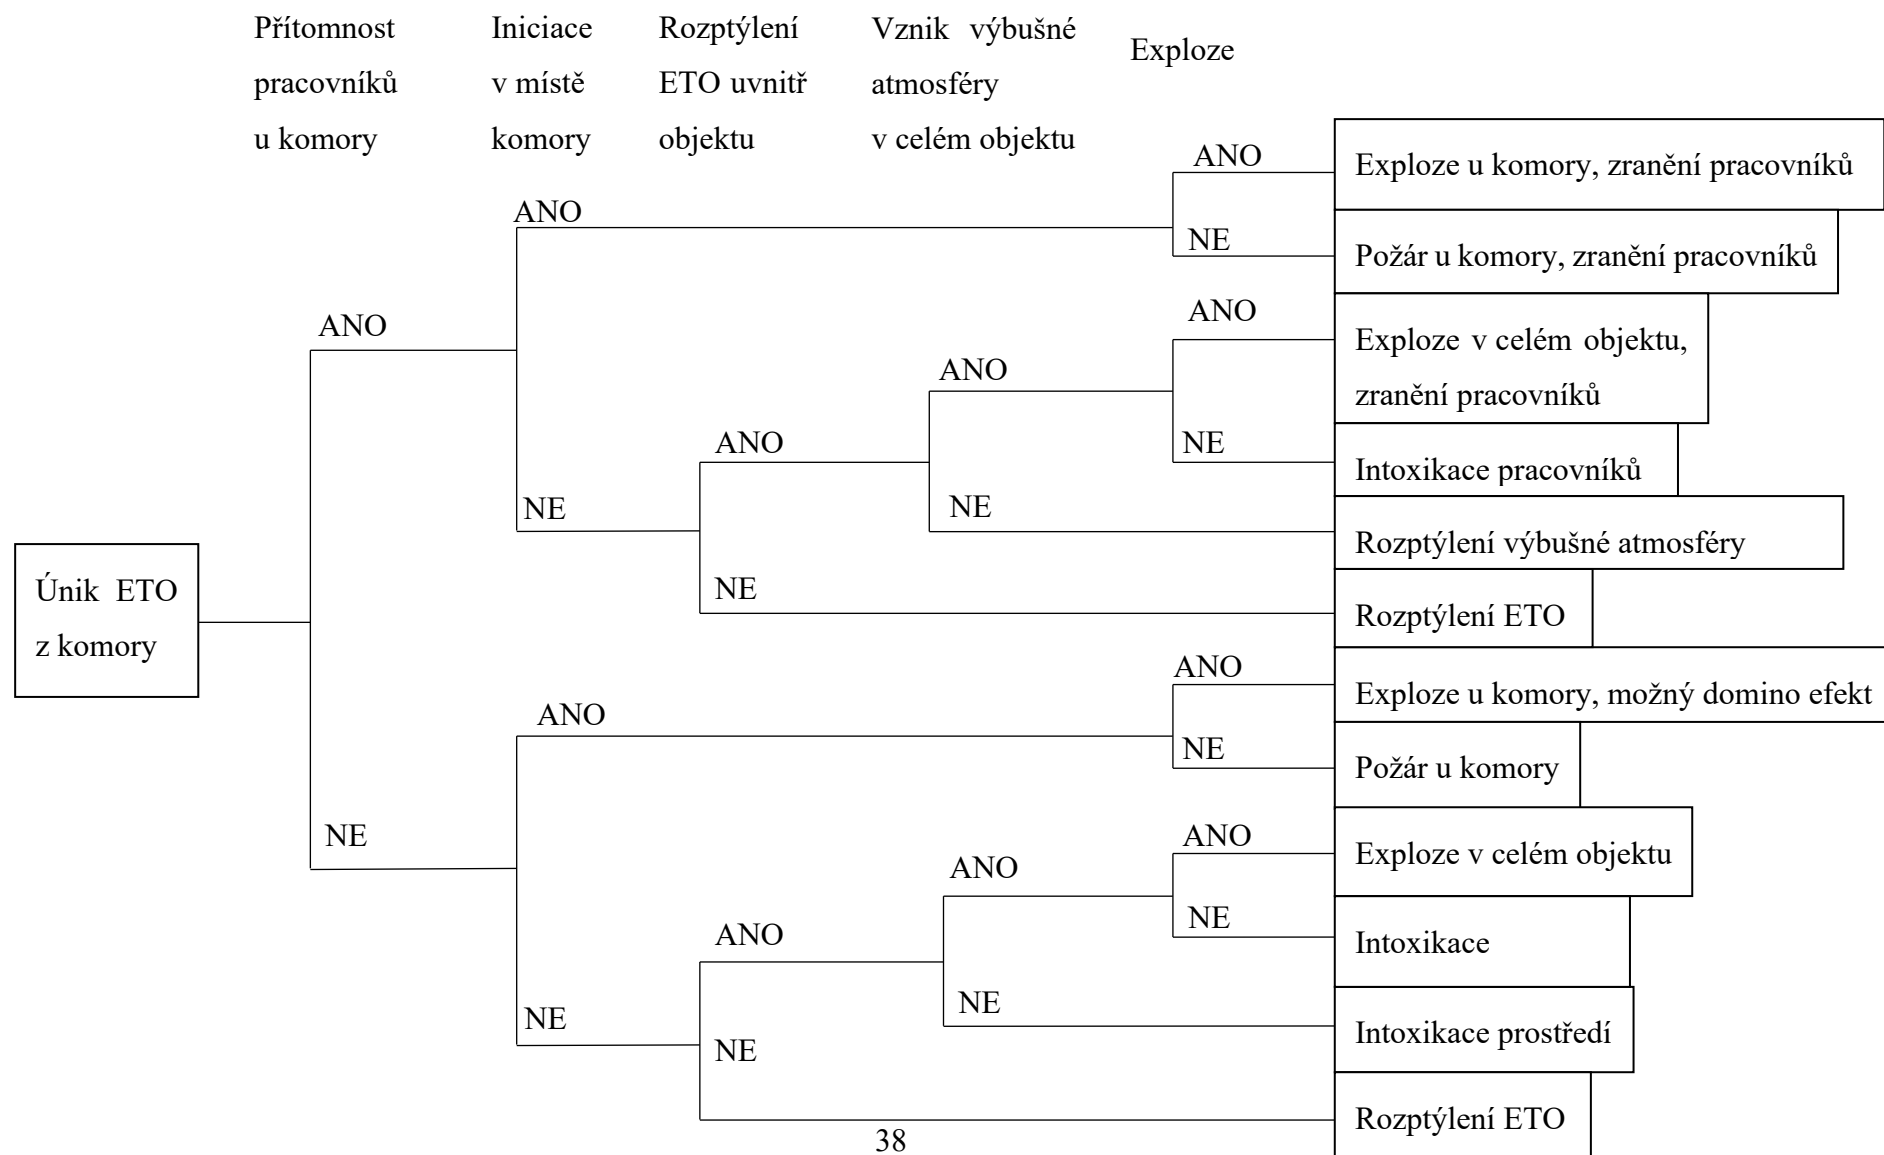 Přítomnost
pracovníků
u komory
Iniciace
v místě
komory
Rozptýlení
ETO uvnitř
objektu
Vznik výbušné
atmosféry
v celém objektu
Exploze
ANO
Exploze u komory, zranění pracovníků
ANO
NE
Požár u komory, zranění pracovníků
ANO
ANO
Exploze v celém objektu,
zranění pracovníků
ANO
ANO
NE
Intoxikace pracovníků
NE
NE
Rozptýlení výbušné atmosféry
Únik ETO
z komory
NE
Rozptýlení ETO
ANO
Exploze u komory, možný domino efekt
ANO
NE
Požár u komory
NE
ANO
Exploze v celém objektu
ANO
NE
ANO
Intoxikace
NE
NE
Intoxikace prostředí
NE
Rozptýlení ETO
38